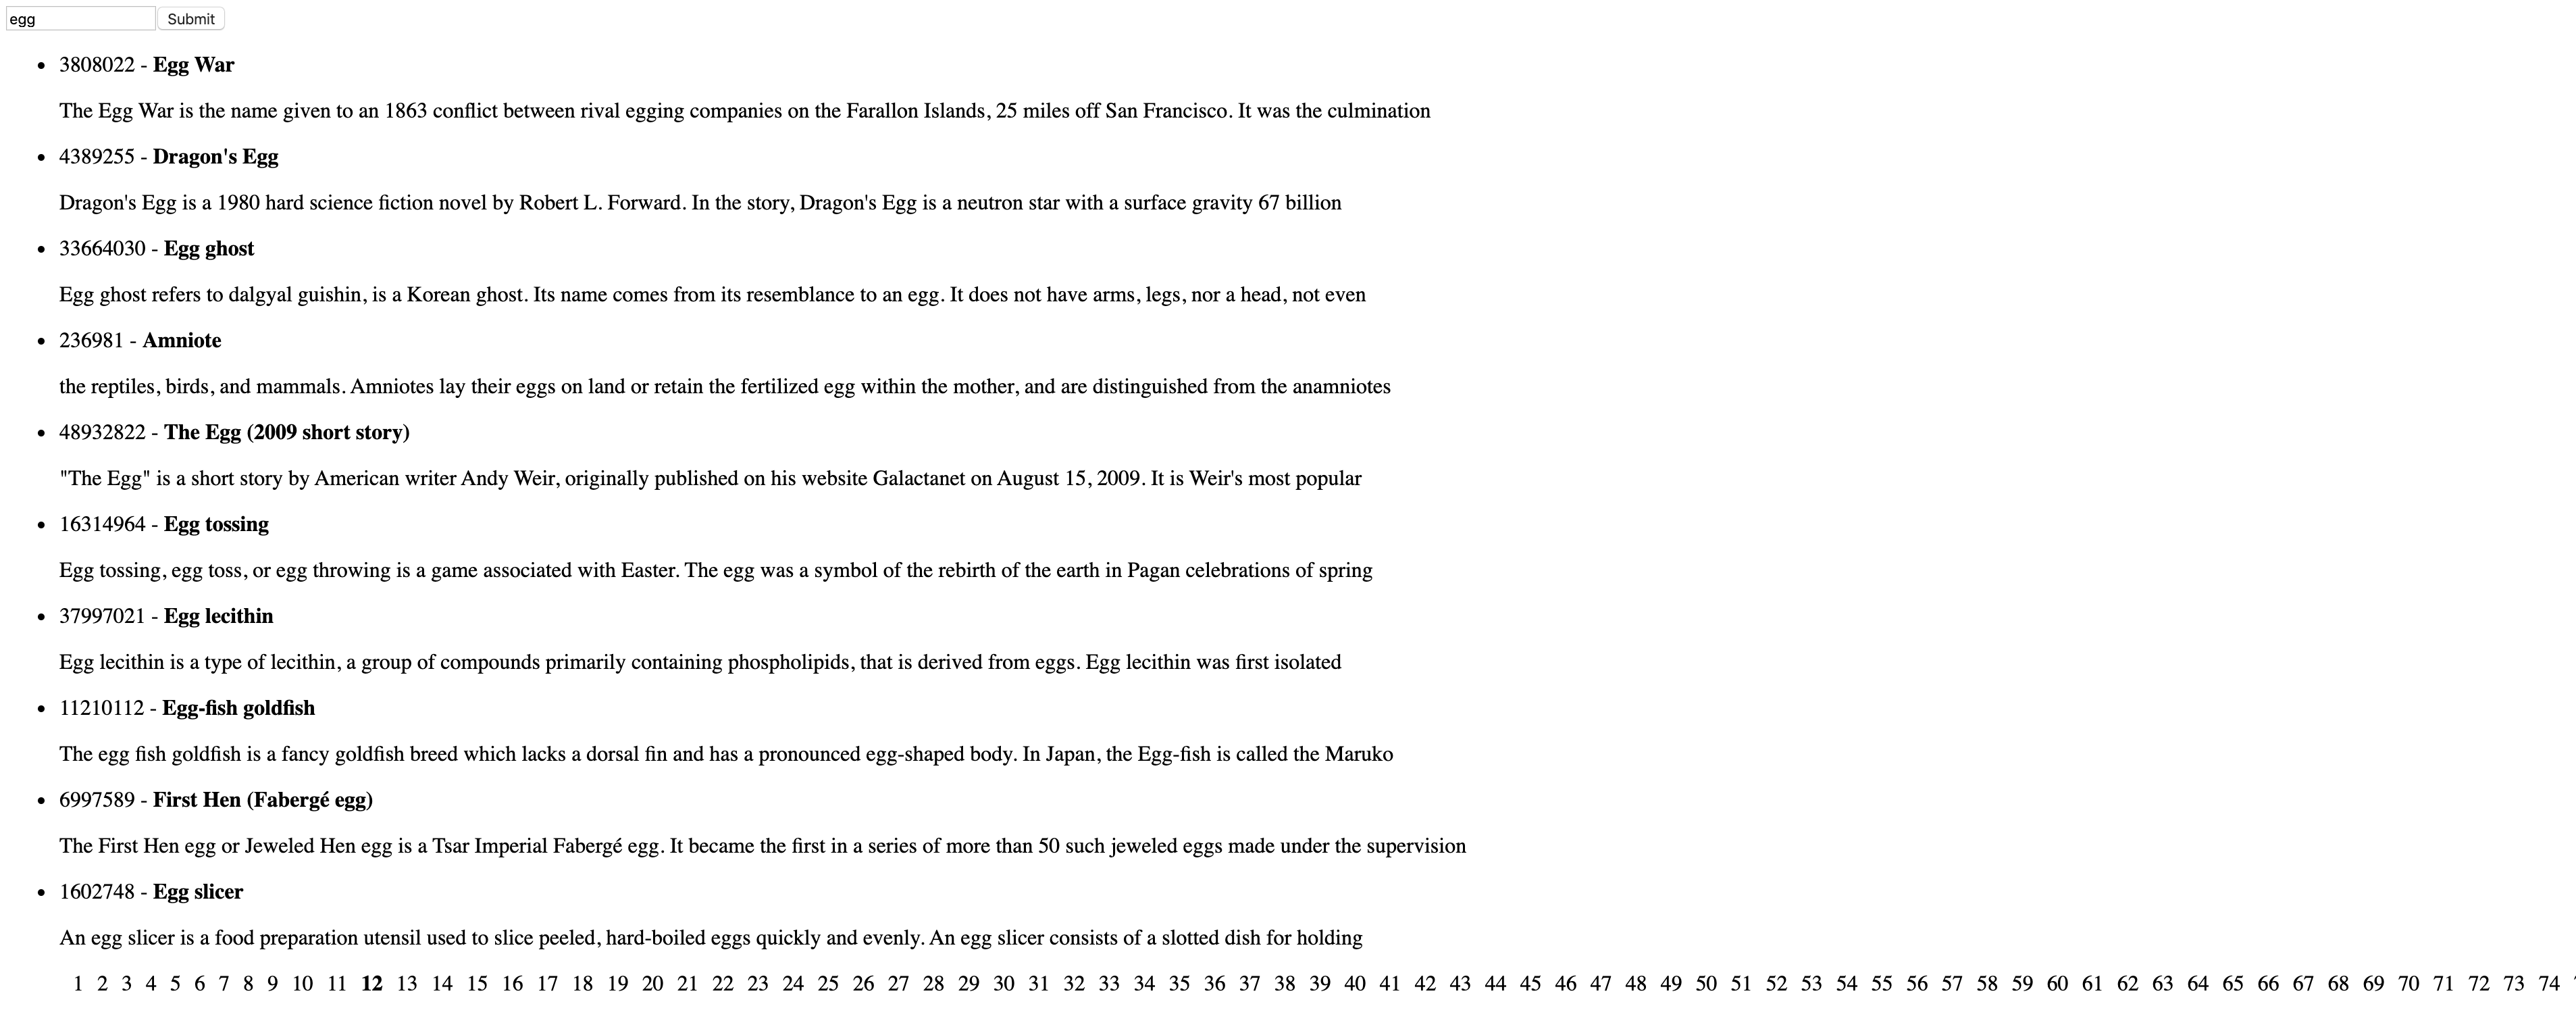 egg Submit
3808022 - Egg War
The Egg War is the name given to an 1863 conflict between rival egging companies on the Farallon Islands, 25 miles off San Francisco. It was the culmination
4389255 - Dragon's Egg
Dragon's Egg is a 1980 hard science fiction novel by Robert L. Forward. In the story, Dragon's Egg is a neutron star with a surface gravity 67 billion
33664030 - Egg ghost
Egg ghost refers to dalgyal guishin, is a Korean ghost. Its name comes from its resemblance to an egg. It does not have arms, legs, nor a head, not even
236981 - Amniote
the reptiles, birds, and mammals. Amniotes lay their eggs on land or retain the fertilized egg within the mother, and are distinguished from the anamniotes
48932822 - The Egg (2009 short story)
"The Egg" is a short story by American writer Andy Weir, originally published on his website Galactanet on August 15, 2009. It is Weir's most popular
16314964 - Egg tossing
Egg tossing, egg toss, or egg throwing is a game associated with Easter. The egg was a symbol of the rebirth of the earth in Pagan celebrations of spring
37997021 - Egg lecithin
Egg lecithin is a type of lecithin, a group of compounds primarily containing phospholipids, that is derived from eggs. Egg lecithin was first isolated
11210112 - Egg-fish goldfish
The egg fish goldfish is a fancy goldfish breed which lacks a dorsal fin and has a pronounced egg-shaped body. In Japan, the Egg-fish is called the Maruko
6997589 - First Hen (Fabergé egg)
The First Hen egg or Jeweled Hen egg is a Tsar Imperial Fabergé egg. It became the first in a series of more than 50 such jeweled eggs made under the supervision
1602748 - Egg slicer
An egg slicer is a food preparation utensil used to slice peeled, hard-boiled eggs quickly and evenly. An egg slicer consists of a slotted dish for holding
1 2 3 4 5 6 7 8 9 10 11 12 13 14 15 16 17 18 19 20 21 22 23 24 25 26 27 28 29 30 31 32 33 34 35 36 37 38 39 40 41 42 43 44 45 46 47 48 49 50 51 52 53 54 55 56 57 58 59 60 61 62 63 64 65 66 67 68 69 70 71 72 73 74